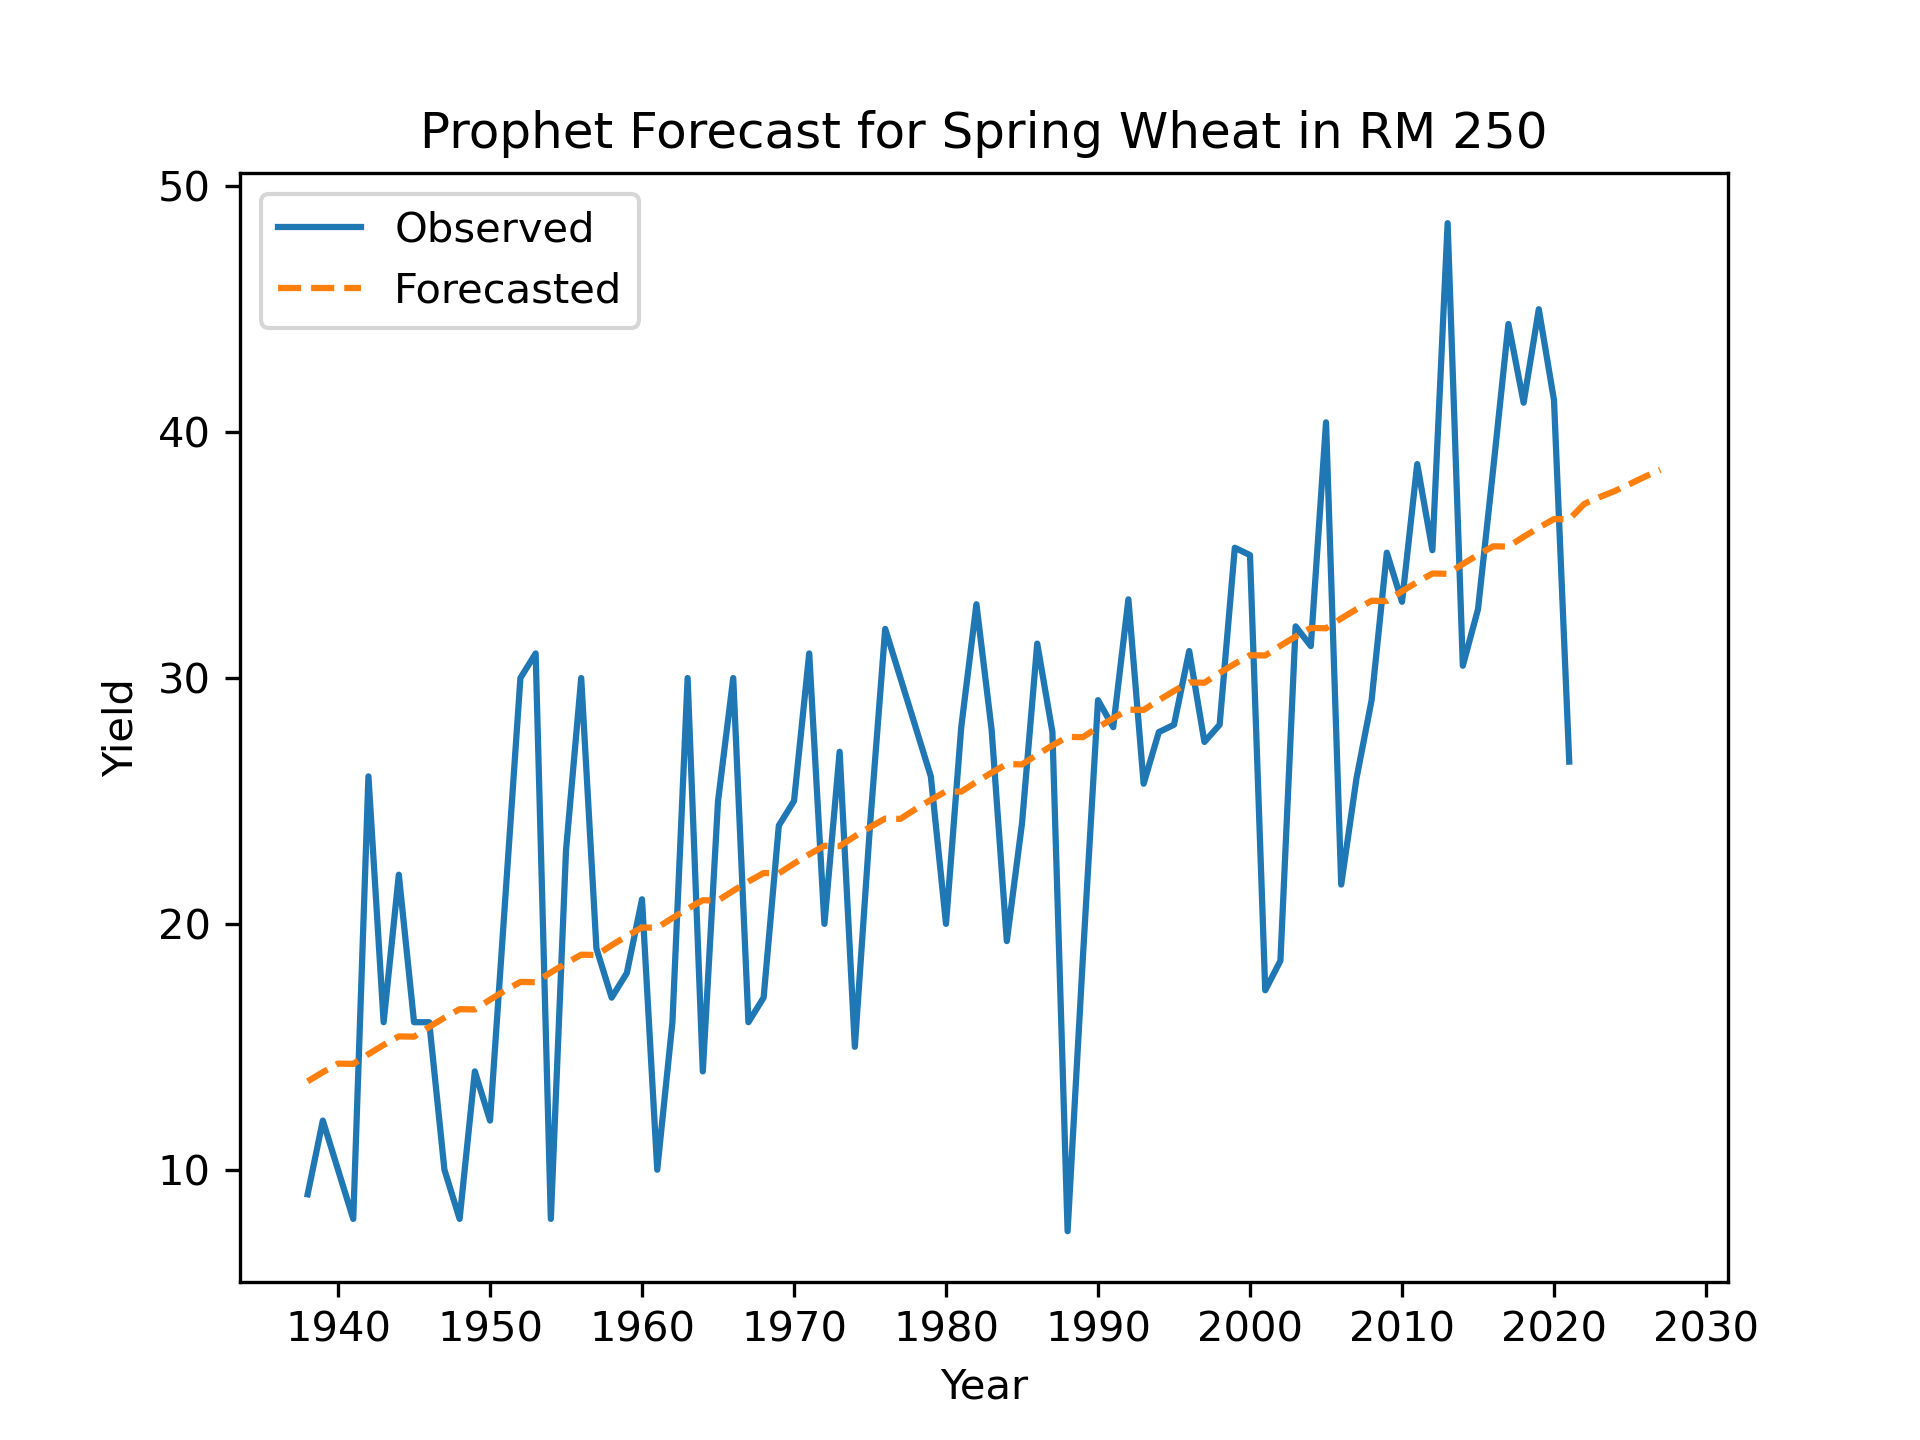 Prophet Forecast for Spring Wheat in RM 250
Observed
Forecasted
50
40
30
20
10
Yield
1940 1950 1960 1970 1980 1990 2000 2010 2020 2030
Year